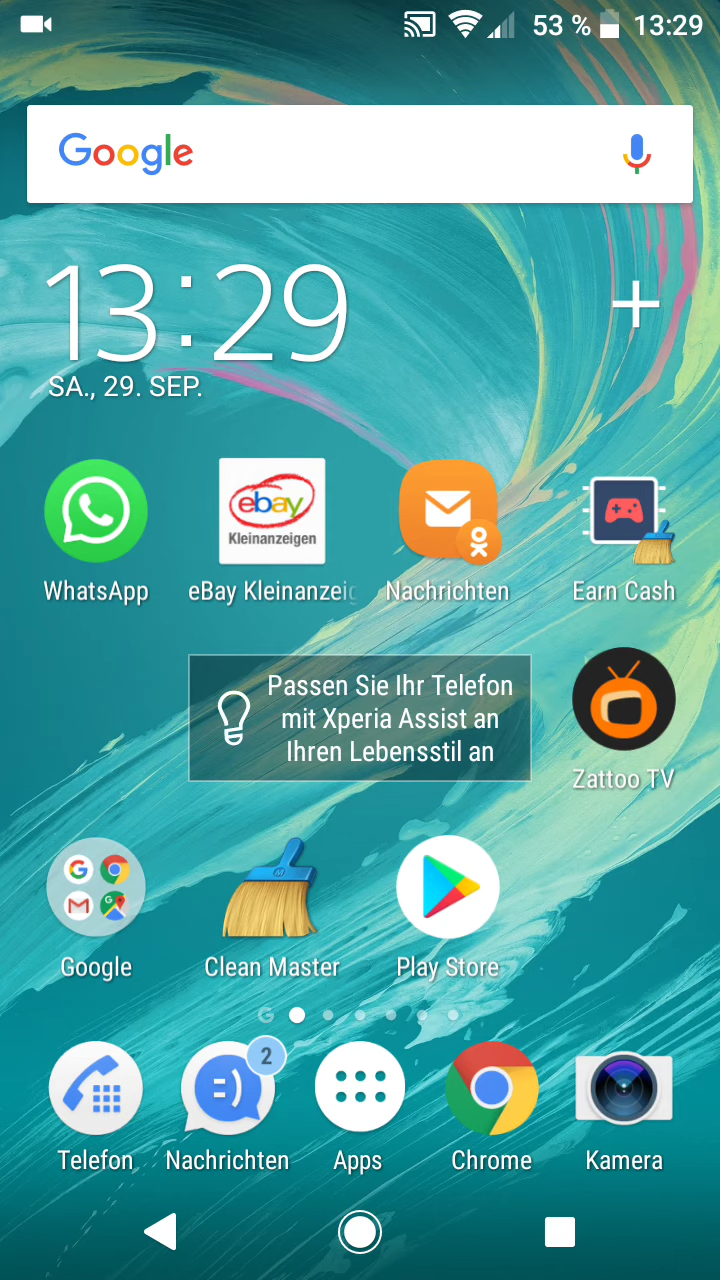 53 % 13:29
Google
13:29
SA., 29. SEP.
ebay
Kleinanzeigen
WhatsApp
eBay Kleinanzeig
Nachrichten
Earn Cash
Passen Sie Ihr Telefon
mit Xperia Assist an
Ihren Lebensstil an
Zattoo TV
Google
Clean Master
Play Store
2
Telefon
Nachrichten
Apps
Chrome
Kamera